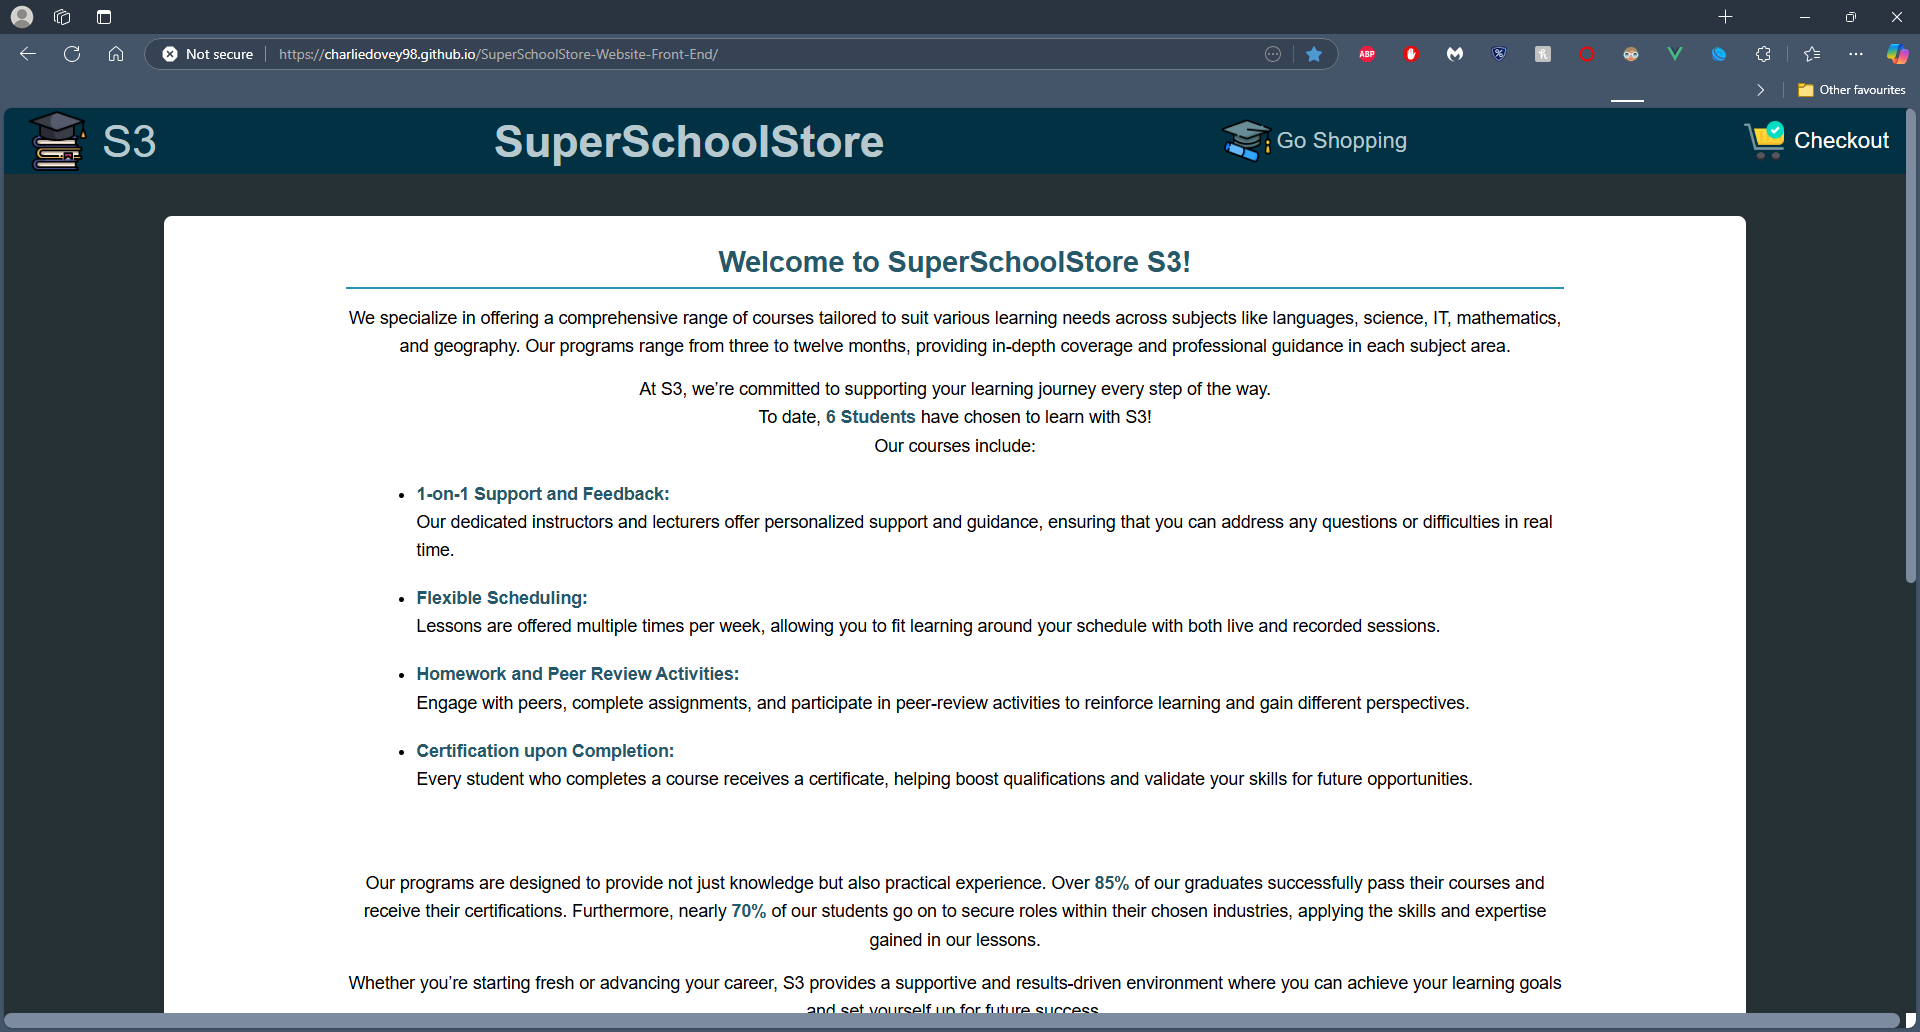 Not secure
https://charliedovey98.github.io/SuperSchoolStore-Website-Front-End/
ABP
Other favourites
S3
SuperSchoolStore
Go Shopping
Checkout
Welcome to SuperSchoolStore S3!
We specialize in offering a comprehensive range of courses tailored to suit various learning needs across subjects like languages, science, IT, mathematics,
and geography. Our programs range from three to twelve months, providing in-depth coverage and professional guidance in each subject area.
At S3, we’re committed to supporting your learning journey every step of the way.
To date, 6 Students have chosen to learn with S3!
Our courses include:
• 1-on-1 Support and Feedback:
Our dedicated instructors and lecturers offer personalized support and guidance, ensuring that you can address any questions or difficulties in real
time.
• Flexible Scheduling:
Lessons are offered multiple times per week, allowing you to fit learning around your schedule with both live and recorded sessions.
• Homework and Peer Review Activities:
Engage with peers, complete assignments, and participate in peer-review activities to reinforce learning and gain different perspectives.
• Certification upon Completion:
Every student who completes a course receives a certificate, helping boost qualifications and validate your skills for future opportunities.
Our programs are designed to provide not just knowledge but also practical experience. Over 85% of our graduates successfully pass their courses and
receive their certifications. Furthermore, nearly 70% of our students go on to secure roles within their chosen industries, applying the skills and expertise
gained in our lessons.
Whether you’re starting fresh or advancing your career, S3 provides a supportive and results-driven environment where you can achieve your learning goals
and set yourself up for future success.